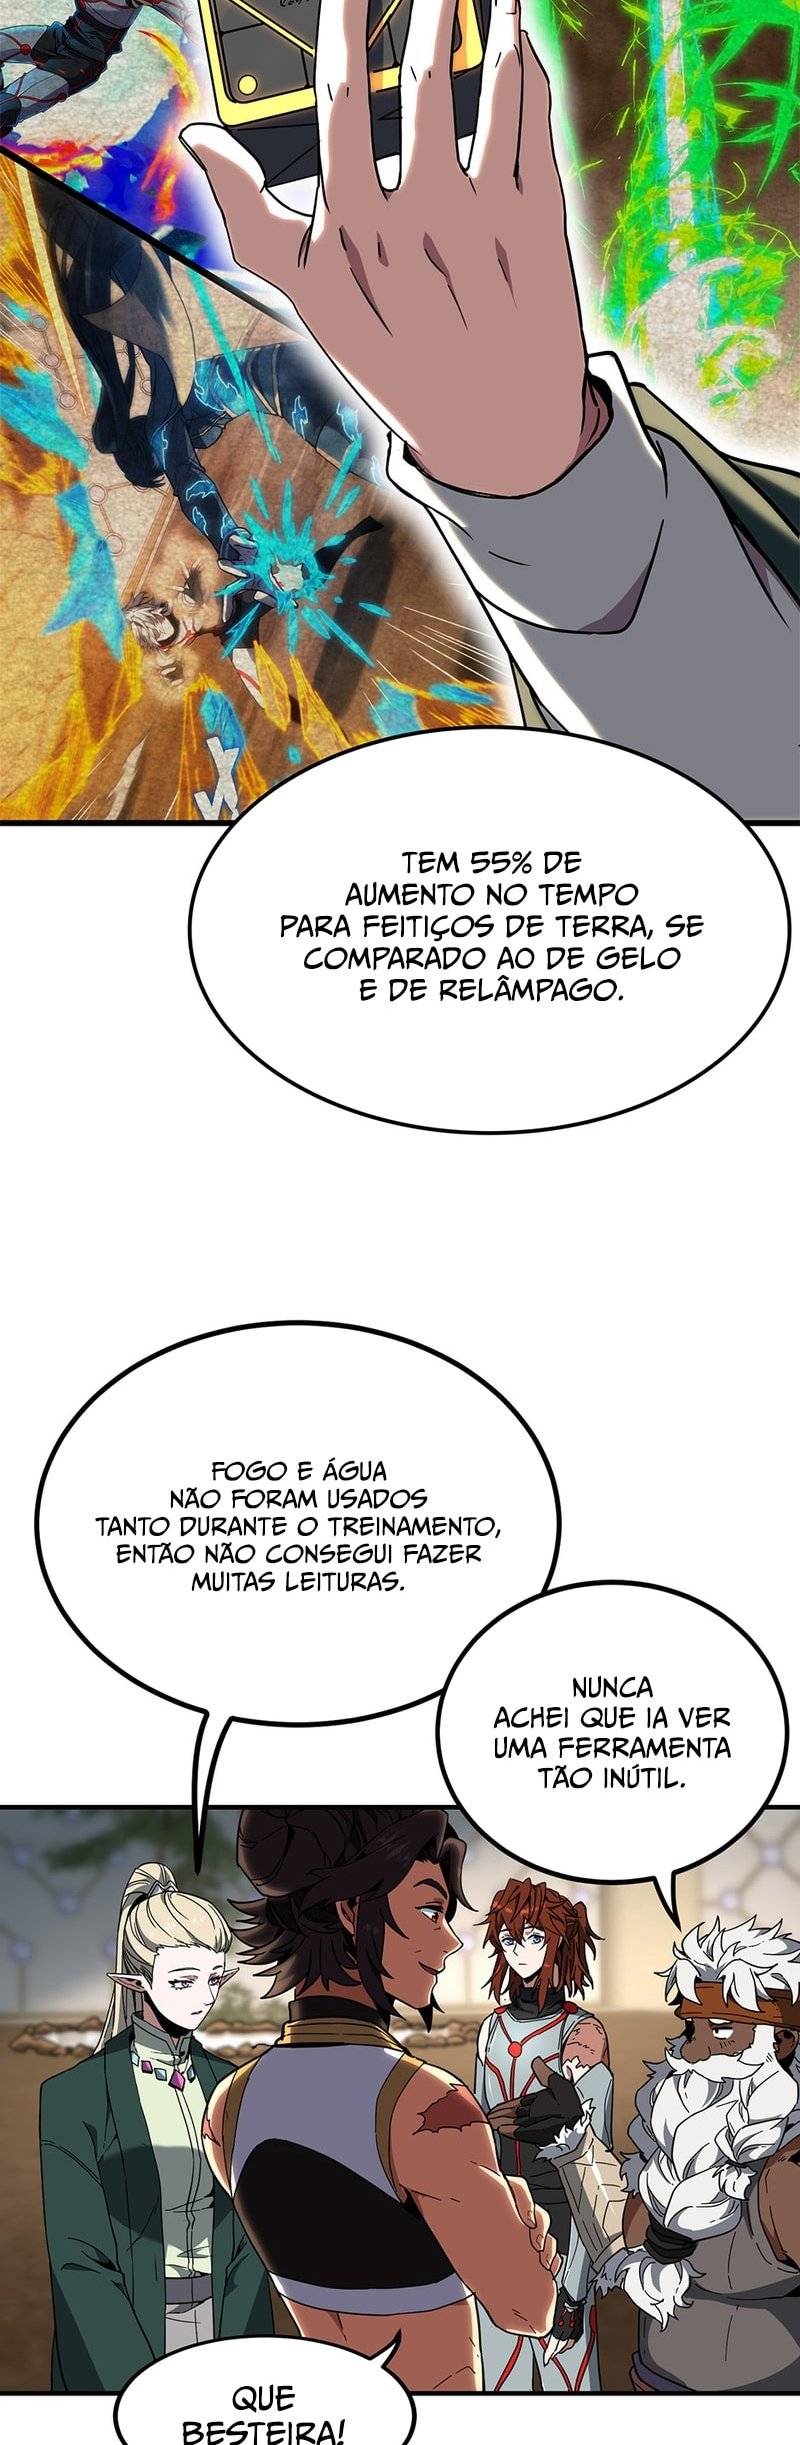 TEM 55% DE
AUMENTO NO TEMPO
PARA FEITIÇOS DE TERRA, SE
COMPARADO AO DE GELO
E DE RELÂMPAGO.
FOGO E ÁGUA
NÃO FORAM USADOS
TANTO DURANTE O TREINAMENTO,
ENTÃO NÃO CONSEGUI FAZER
MUITAS LEITURAS.
NUNCA
ACHEI QUE IA VER
UMA FERRAMENTA
TÃO INÚTIL.
QUE
BESTEIRA!